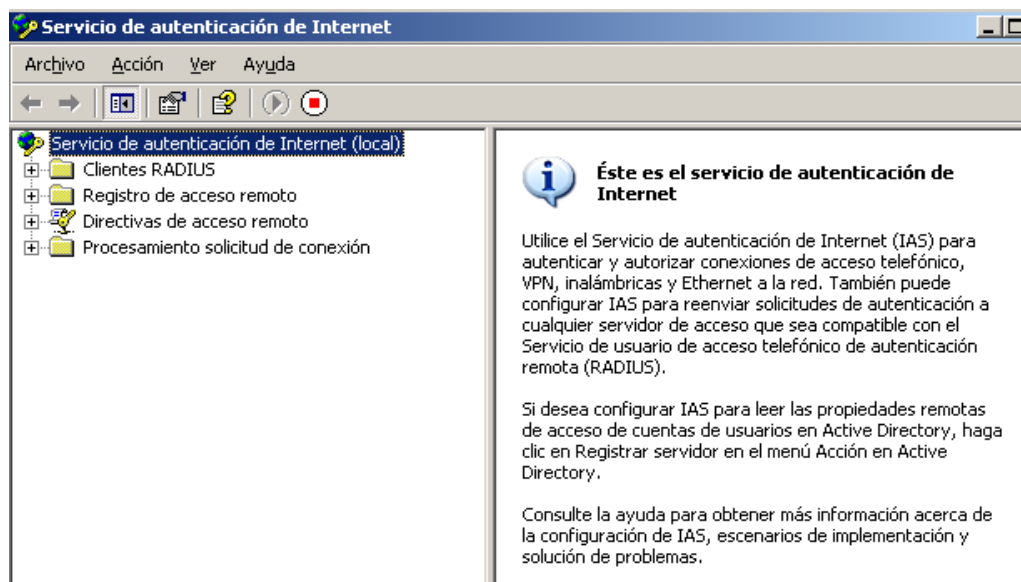 Servicio de autenticación de Internet
Archivo Acción Ver Ayuda
Servicio de autenticación de Internet (local)
Clientes RADIUS
Registro de acceso remoto
Directivas de acceso remoto
Procesamiento solicitud de conexión
Éste es el servicio de autenticación de
Internet
Utilice el Servicio de autenticación de Internet (IAS) para
autenticar y autorizar conexiones de acceso telefónico,
VPN, inalámbricas y Ethernet a la red. También puede
configurar IAS para reenviar solicitudes de autenticación a
cualquier servidor de acceso que sea compatible con el
Servicio de usuario de acceso telefónico de autenticación
remota (RADIUS).
Si desea configurar IAS para leer las propiedades remotas
de acceso de cuentas de usuarios en Active Directory, haga
clic en Registrar servidor en el menú Acción en Active
Directory.
Consulte la ayuda para obtener más información acerca de
la configuración de IAS, escenarios de implementación y
solución de problemas.